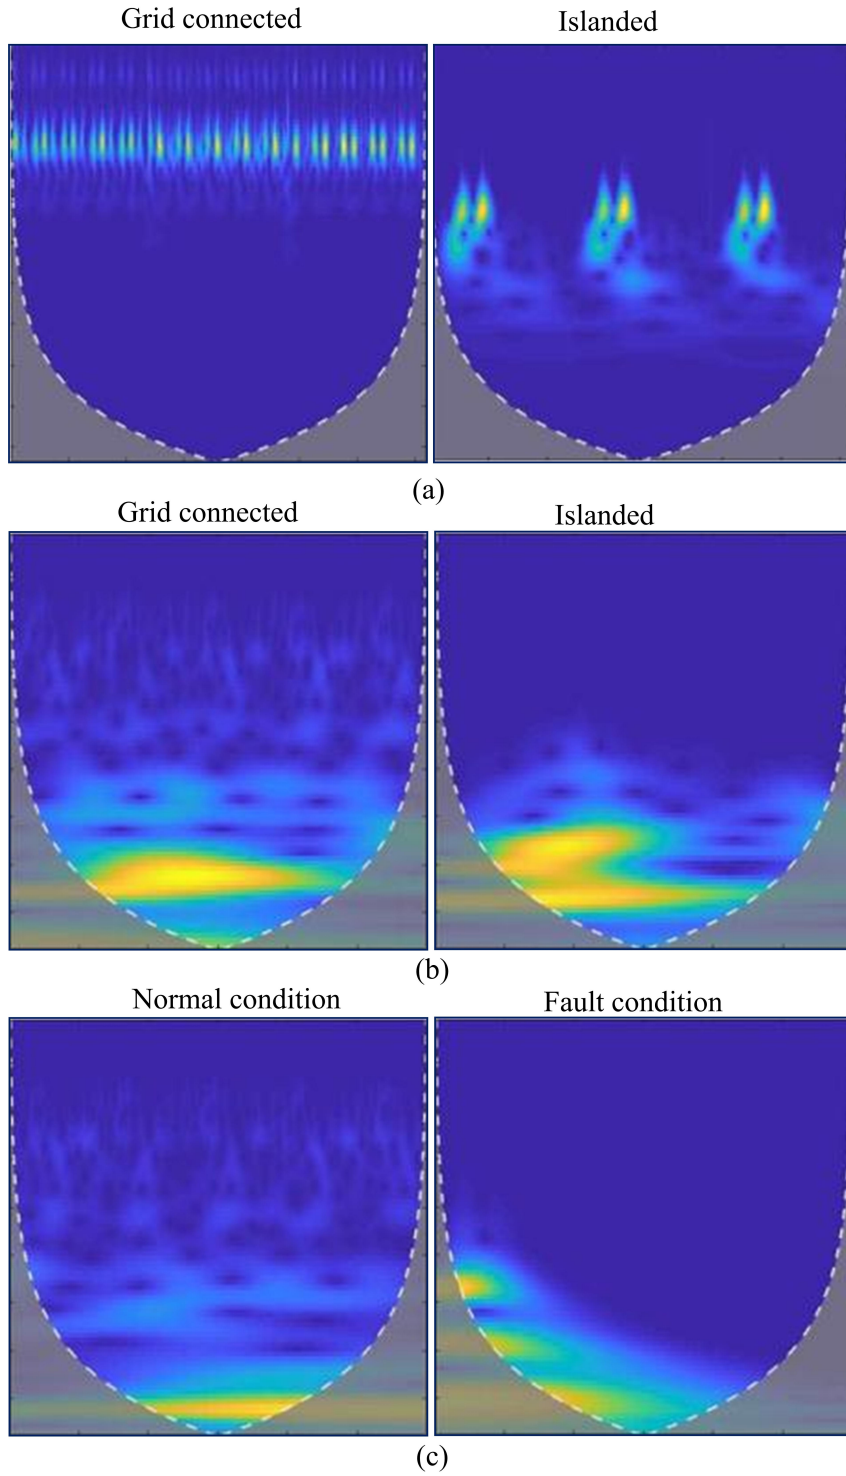 Grid connected
Islanded
(a)
Grid connected
Islanded
(b)
Normal condition
Fault condition
(c)